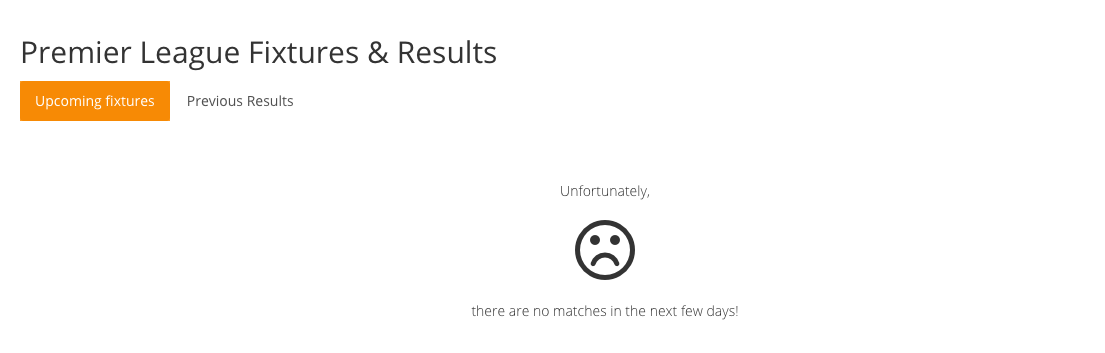 Premier League Fixtures & Results
Upcoming fixtures
Previous Results
Unfortunately,
there are no matches in the next few days!